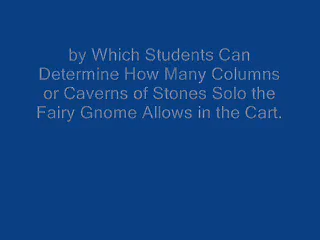 by Which Students Can
Determine How Many Columns
or Caverns of Stones Solo the
Fairy Gnome Allows in the Cart.